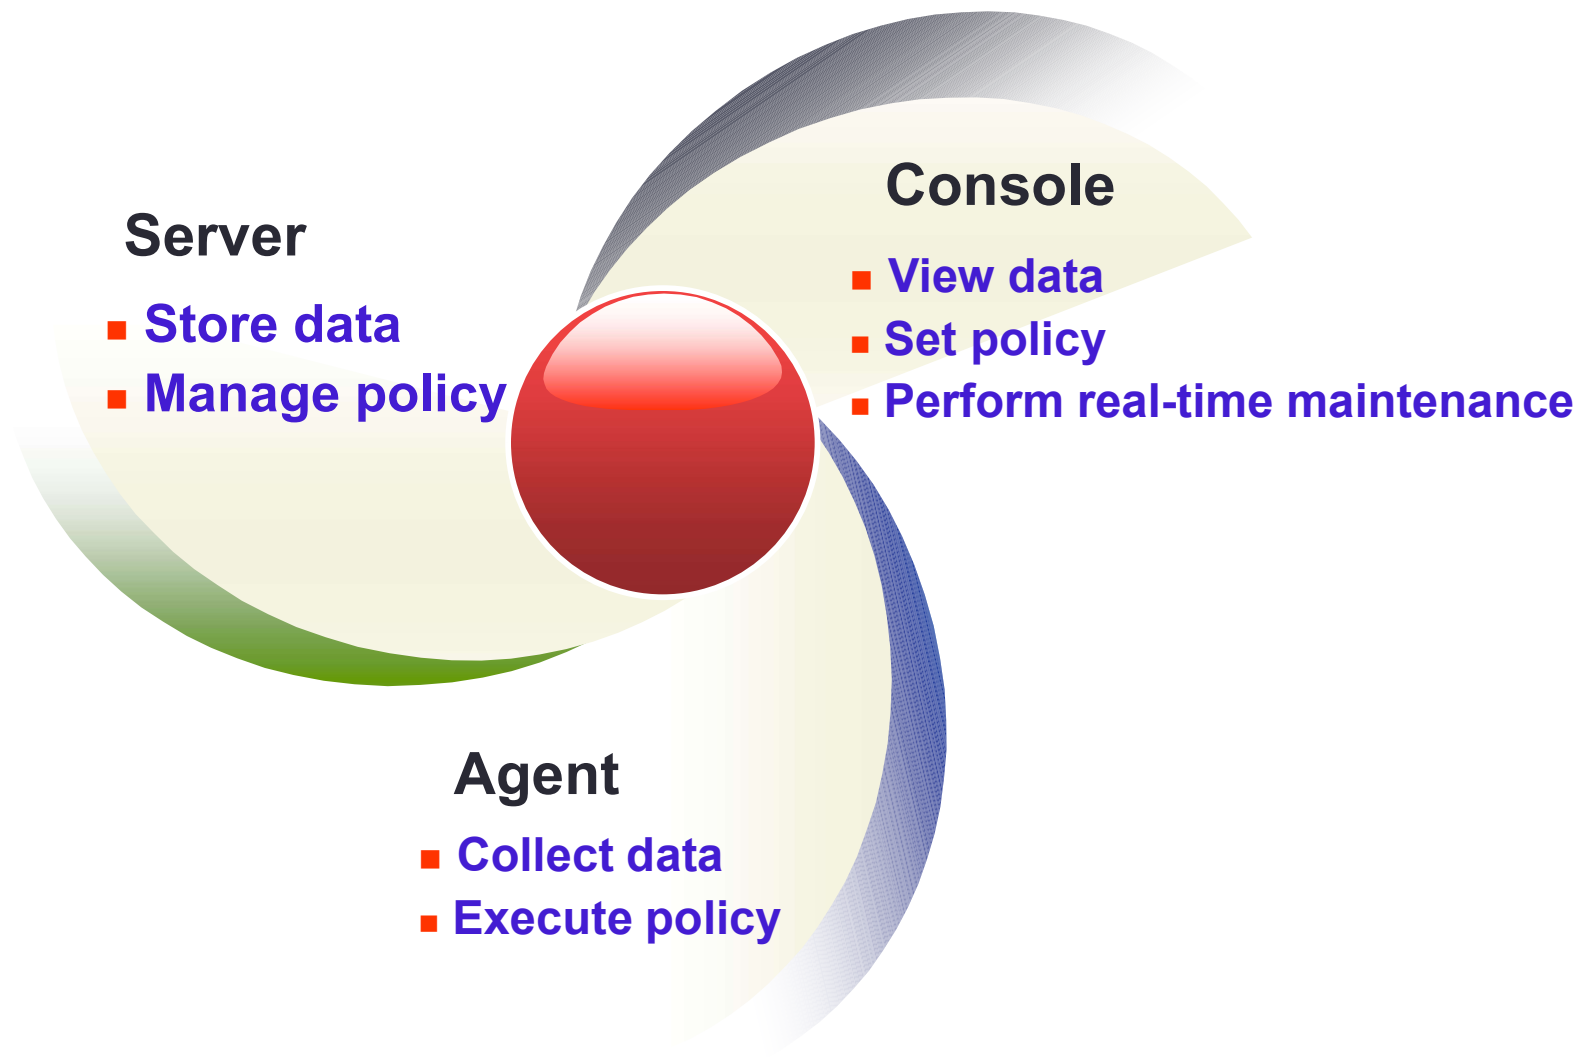 Server
Store data
Manage policy
Console
View data
Set policy
Perform real-time maintenance
Agent
Collect data
Execute policy